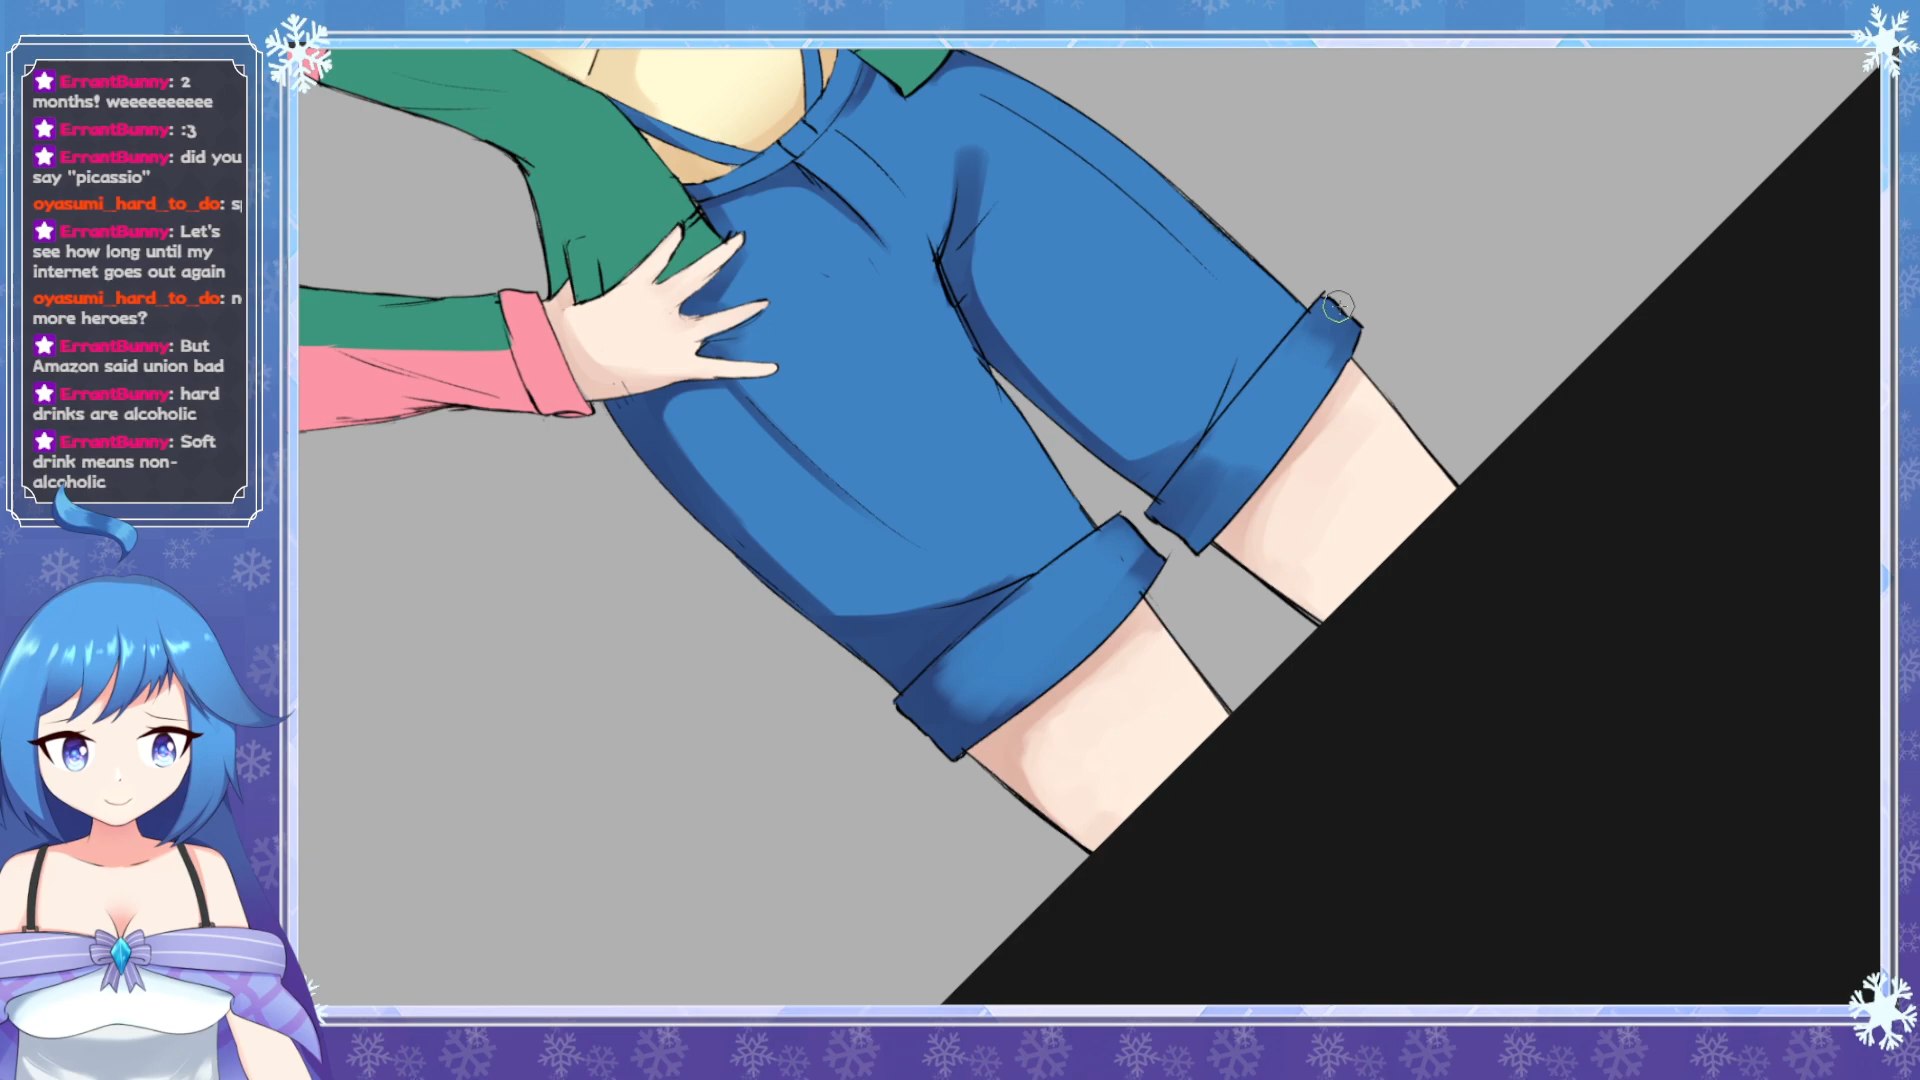 ErrantBunny: 2
months! weeeeeeeeee
ErrantBunny: :3
ErrantBunny: did you
say "picassio"
oyasumi_hard_to_do:
ErrantBunny: Let's
see how long until my
internet goes out again
oyasumi_hard_to_do: n
more heroes?
ErrantBunny: But
Amazon said union bad
ErrantBunny: hard
drinks are alcoholic
ErrantBunny: Soft
drink means non-
alcoholic